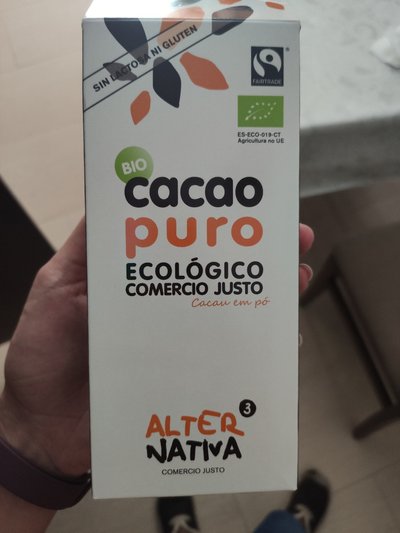 SIN LACTOSA NI GLUTEN
FAIRTRADE
ES-ECO-019-CT
Agricultura no UE
BIO
cacao
puro
ECOLÓGICO
COMERCIO JUSTO
Cacau em pó
ALTER 3
NATIVA
COMERCIO JUSTO